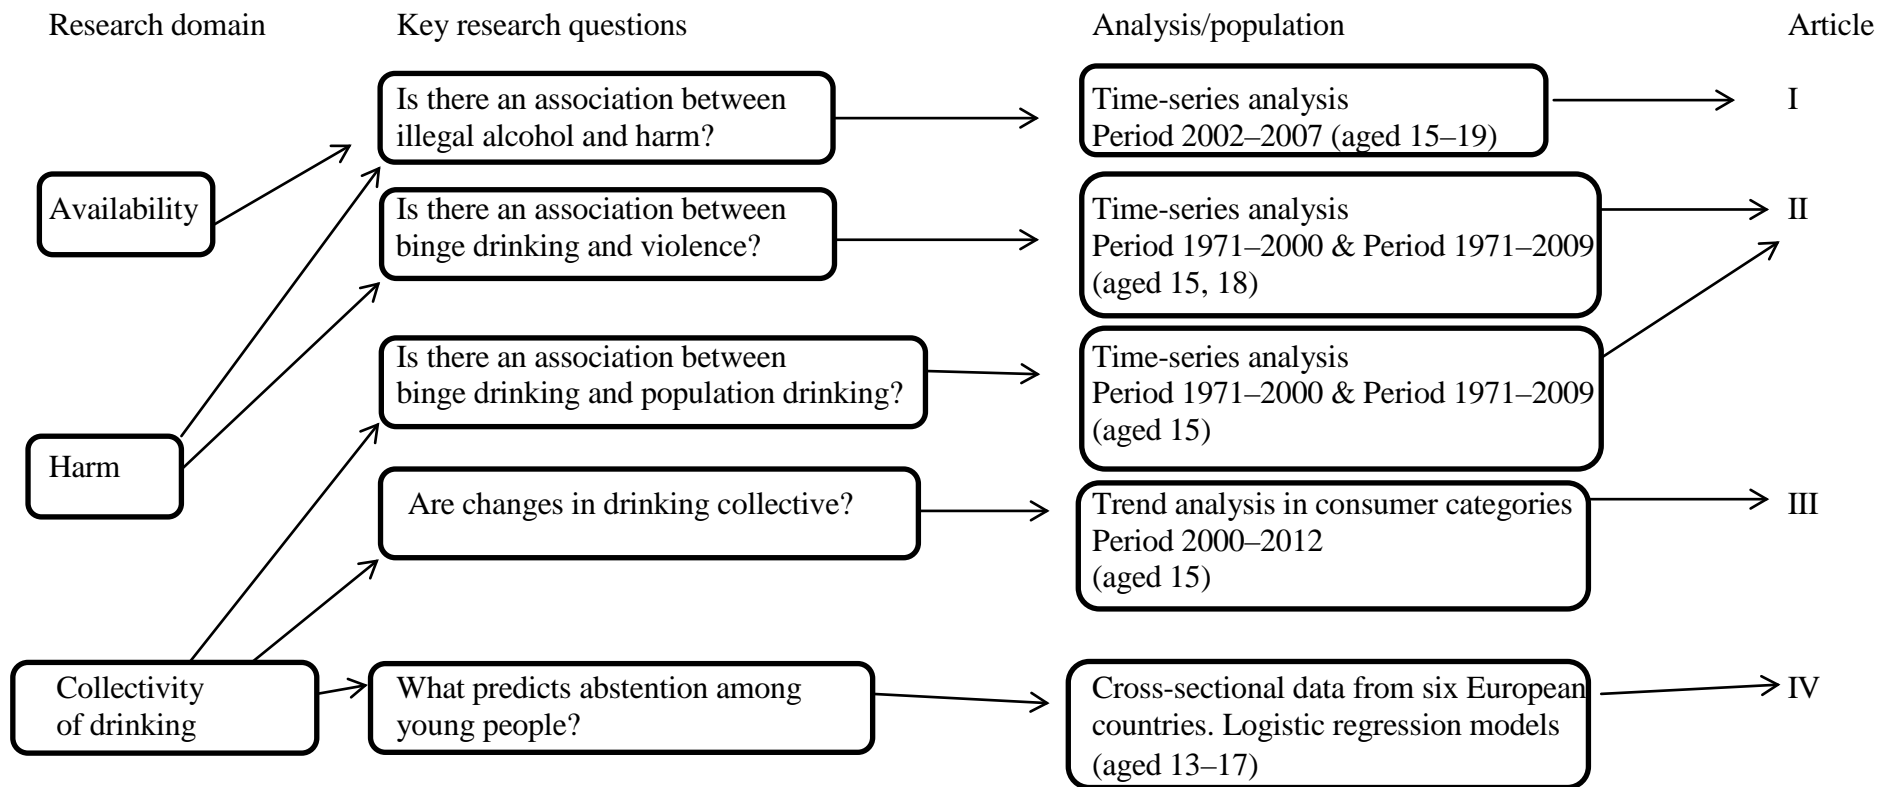 Research domain
Key research questions
Analysis/population
Article
Is there an association between
illegal alcohol and harm?
Time-series analysis
Period 2002–2007 (aged 15–19)
I
Availability
Is there an association between
binge drinking and violence?
Time-series analysis
Period 1971–2000 & Period 1971–2009
(aged 15, 18)
II
Is there an association between
binge drinking and population drinking?
Time-series analysis
Period 1971–2000 & Period 1971–2009
(aged 15)
Harm
Are changes in drinking collective?
Trend analysis in consumer categories
Period 2000–2012
(aged 15)
III
Collectivity
of drinking
What predicts abstention among
young people?
Cross-sectional data from six European
countries. Logistic regression models
(aged 13–17)
IV